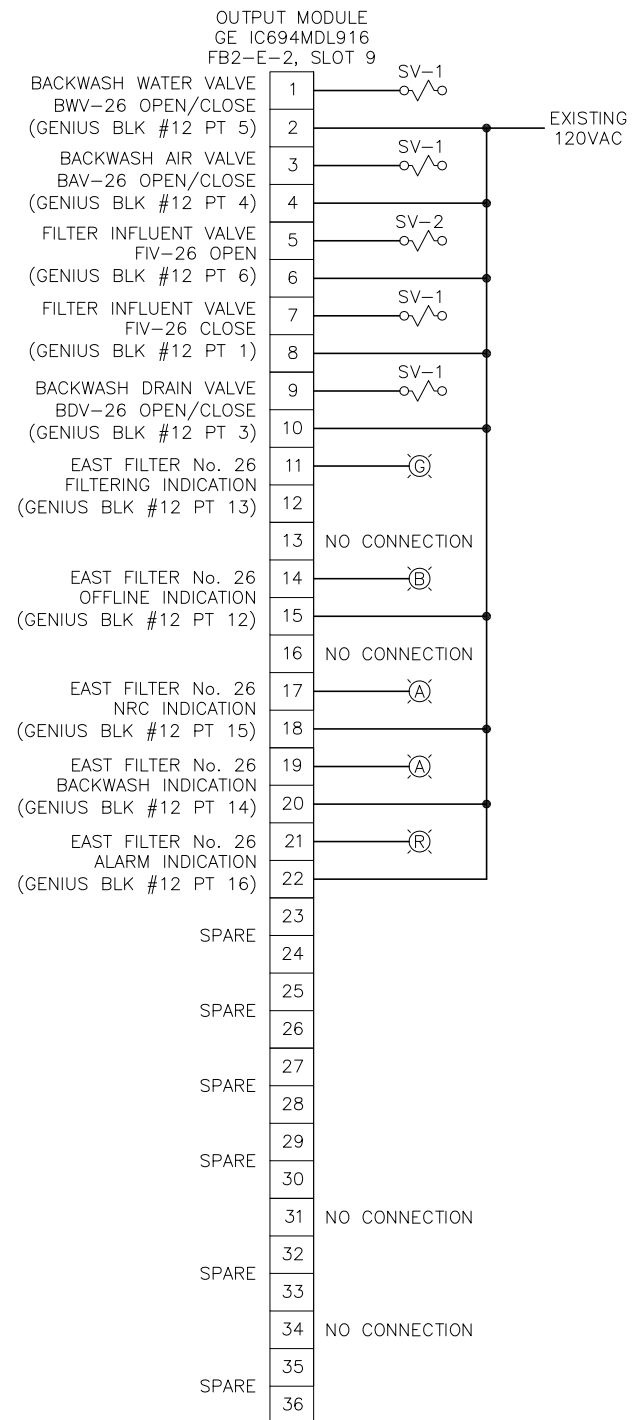 OUTPUT MODULE
GE IC694MDL916
FB2-E-2, SLOT 9
BACKWASH WATER VALVE
BWV-26 OPEN/CLOSE
(GENIUS BLK #12 PT 5)
1
SV-1
2
EXISTING
120VAC
BACKWASH AIR VALVE
BAV-26 OPEN/CLOSE
(GENIUS BLK #12 PT 4)
3
SV-1
4
FILTER INFLUENT VALVE
FIV-26 OPEN
(GENIUS BLK #12 PT 6)
5
SV-2
6
FILTER INFLUENT VALVE
FIV-26 CLOSE
(GENIUS BLK #12 PT 1)
7
SV-1
8
BACKWASH DRAIN VALVE
BDV-26 OPEN/CLOSE
(GENIUS BLK #12 PT 3)
9
SV-1
10
EAST FILTER No. 26
FILTERING INDICATION
(GENIUS BLK #12 PT 13)
11
G
12
13 NO CONNECTION
EAST FILTER No. 26
OFFLINE INDICATION
(GENIUS BLK #12 PT 12)
14
B
15
16 NO CONNECTION
EAST FILTER No. 26
NRC INDICATION
(GENIUS BLK #12 PT 15)
17
A
18
EAST FILTER No. 26
BACKWASH INDICATION
(GENIUS BLK #12 PT 14)
19
A
20
EAST FILTER No. 26
ALARM INDICATION
(GENIUS BLK #12 PT 16)
21
R
22
SPARE
23
24
SPARE
25
26
SPARE
27
28
SPARE
29
30
31 NO CONNECTION
SPARE
32
33
34 NO CONNECTION
SPARE
35
36